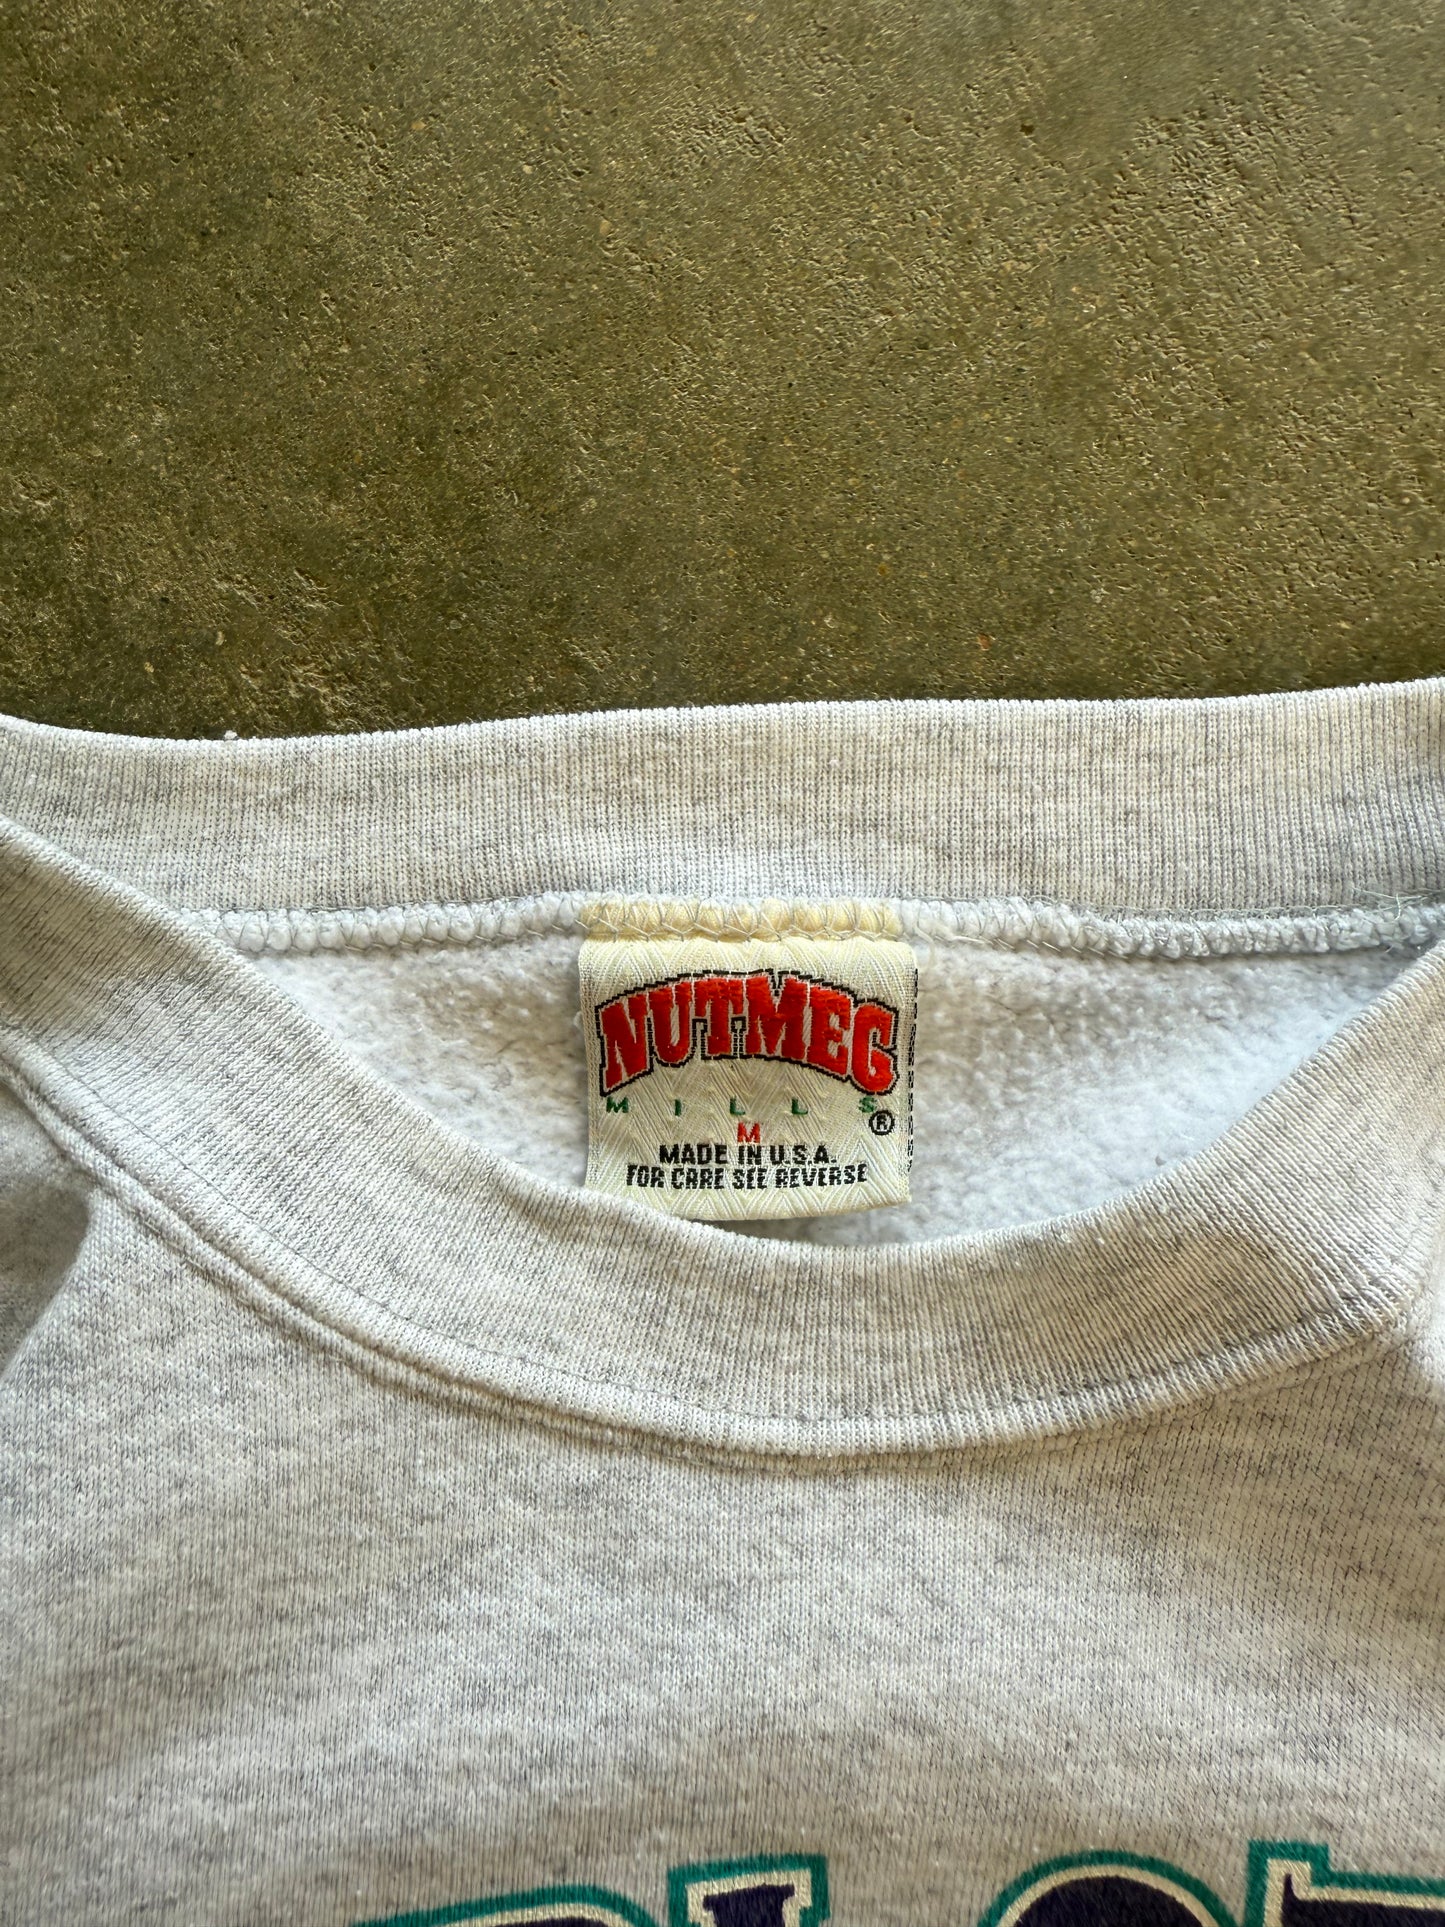 NUTMEG
MILLS
®
M
MADE IN U.S.A.
FOR CARE SEE REVERSE